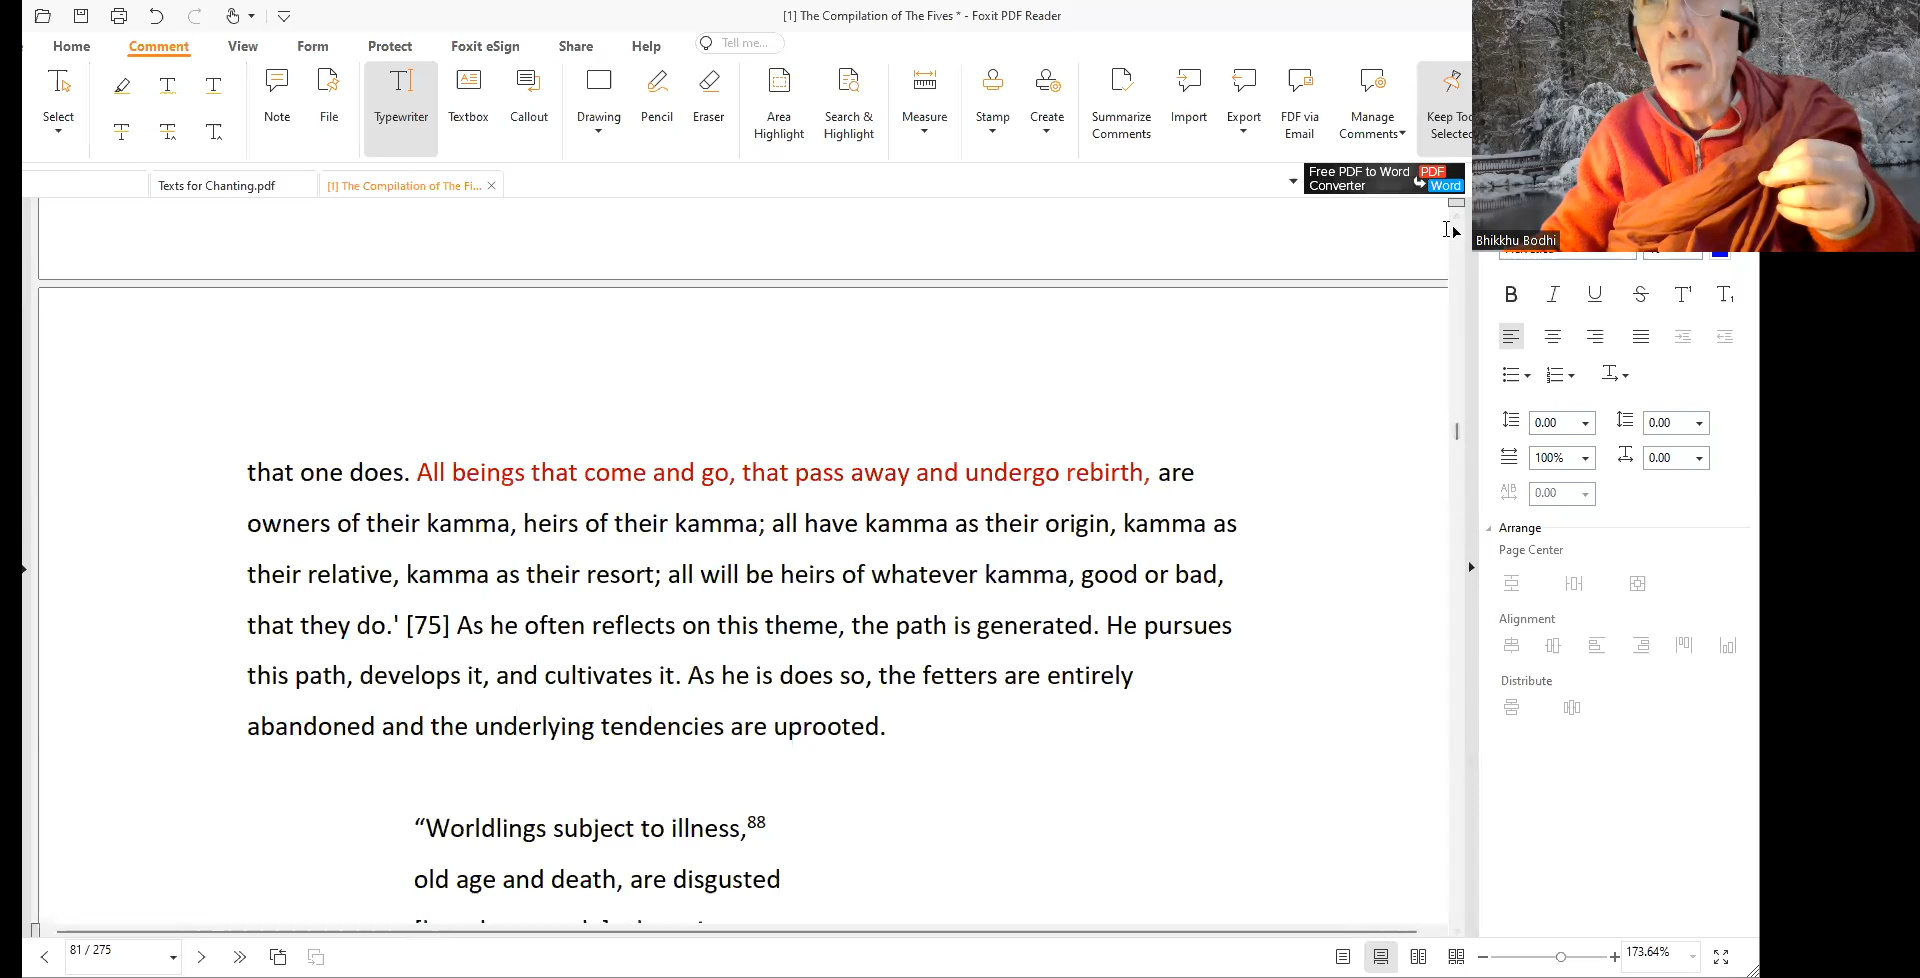 [1] The Compilation of The Fives * - Foxit PDF Reader
Home Comment View Form Protect Foxit eSign Share Help Tell me...
Select Note File Typewriter Textbox Callout Drawing Pencil Eraser Area Highlight Search & Highlight Measure Stamp Create Summarize Comments Import Export FDF via Email Manage Comments Keep Selected
Texts for Chanting.pdf [1] The Compilation of The Fi...
Free PDF to Word Converter PDF Word
Bhikkhu Bodhi
that one does. All beings that come and go, that pass away and undergo rebirth, are
owners of their kamma, heirs of their kamma; all have kamma as their origin, kamma as
their relative, kamma as their resort; all will be heirs of whatever kamma, good or bad,
that they do.' [75] As he often reflects on this theme, the path is generated. He pursues
this path, develops it, and cultivates it. As he is does so, the fetters are entirely
abandoned and the underlying tendencies are uprooted.
“Worldlings subject to illness,88
old age and death, are disgusted
0.00 0.00
100% 0.00
0.00
Arrange
Page Center
Alignment
Distribute
81 / 275
173.64%